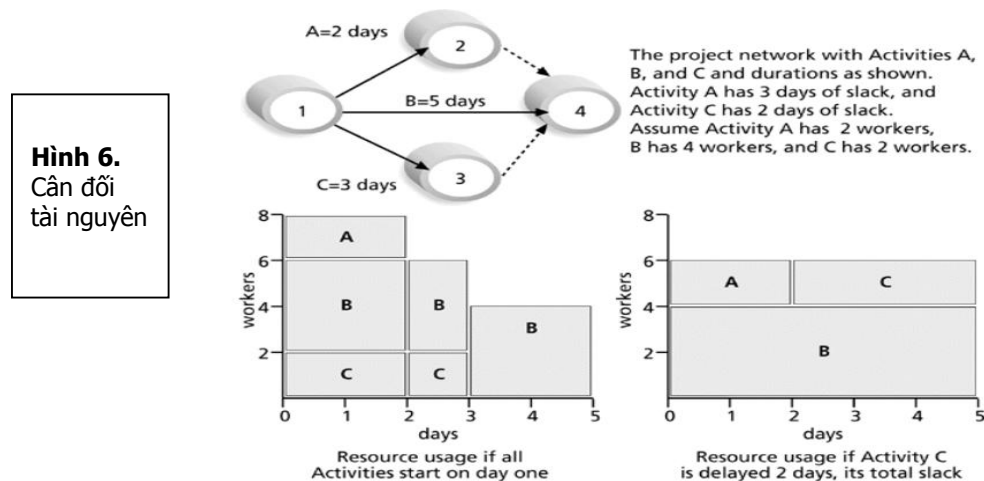 Hình 6.
Cân đối
tài nguyên
A=2 days
2
1
B=5 days
4
C=3 days
3
The project network with Activities A,
B, and C and durations as shown.
Activity A has 3 days of slack, and
Activity C has 2 days of slack.
Assume Activity A has 2 workers,
B has 4 workers, and C has 2 workers.
8
6
4
2
workers
A
B
B
B
C
C
0
1
2
3
4
5
days
Resource usage if all
Activities start on day one
8
6
4
2
workers
A
C
B
0
1
2
3
4
5
days
Resource usage if Activity C
is delayed 2 days, its total slack